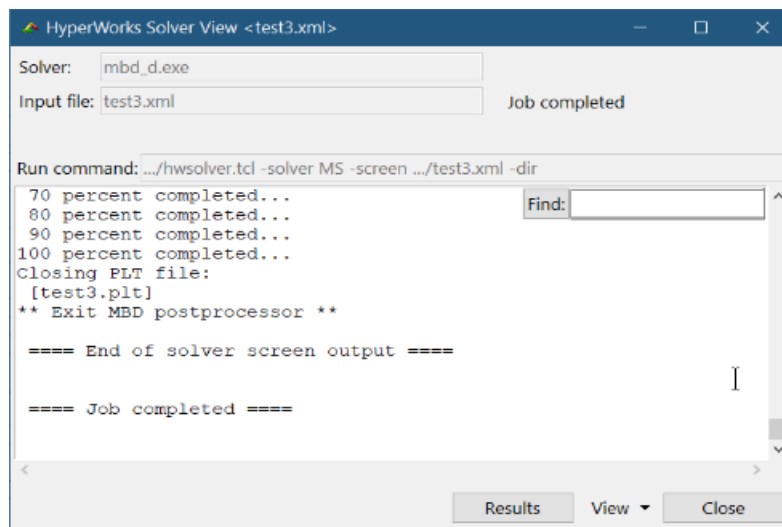 HyperWorks Solver View <test3.xml>
Solver: mbd_d.exe
Input file: test3.xml Job completed
Run command: .../hwsolver.tcl -solver MS -screen .../test3.xml -dir
Find:
70 percent completed...
80 percent completed...
90 percent completed...
100 percent completed...
Closing PLT file:
[test3.plt]
** Exit MBD postprocessor **
==== End of solver screen output ====
==== Job completed ====
Results View Close